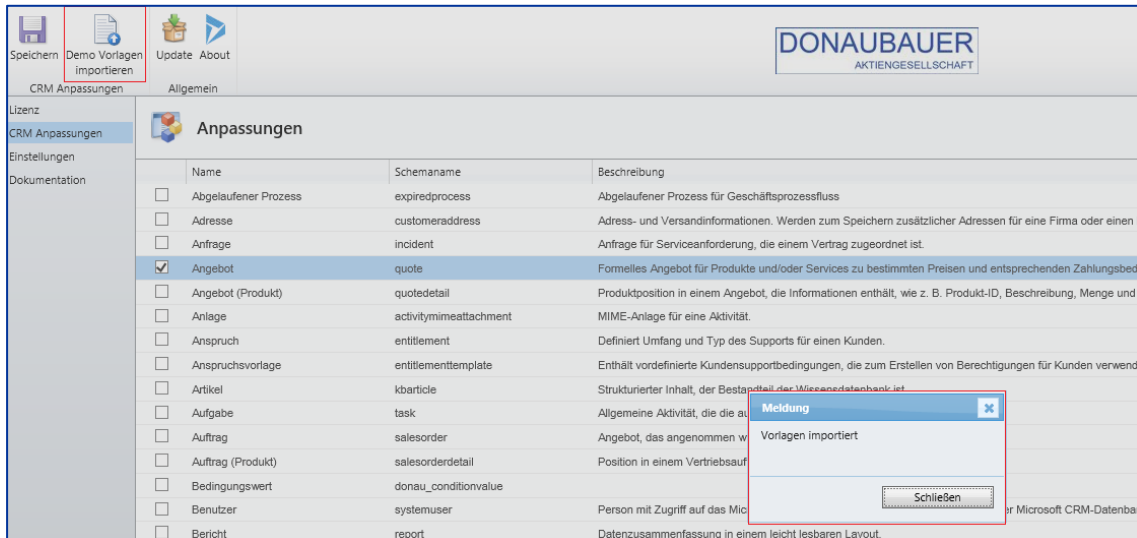 Speichern
Demo Vorlagen
importieren
Update
About
CRM Anpassungen
Allgemein
DONAUBAUER
AKTIENGESELLSCHAFT
Lizenz
CRM Anpassungen
Einstellungen
Dokumentation
Anpassungen
Name Schemaname Beschreibung
Abgelaufener Prozess expiredprocess Abgelaufener Prozess für Geschäftsprozessfluss
Adresse customeraddress Adress- und Versandinformationen. Werden zum Speichern zusätzlicher Adressen für eine Firma oder einen
Anfrage incident Anfrage für Serviceanforderung, die einem Vertrag zugeordnet ist.
Angebot quote Formelles Angebot für Produkte und/oder Services zu bestimmten Preisen und entsprechenden Zahlungsbed
Angebot (Produkt) quotedetail Produktposition in einem Angebot, die Informationen enthält, wie z. B. Produkt-ID, Beschreibung, Menge und
Anlage activitymimeattachment MIME-Anlage für eine Aktivität.
Anspruch entitlement Definiert Umfang und Typ des Supports für einen Kunden.
Anspruchsvorlage entitlementtemplate Enthält vordefinierte Kundensupportbedingungen, die zum Erstellen von Berechtigungen für Kunden verwend
Artikel kbarticle Strukturierter Inhalt, der Bestandteil der Wissensdatenbank ist.
Aufgabe task Allgemeine Aktivität, die die au
Auftrag salesorder Angebot, das angenommen w
Auftrag (Produkt) salesorderdetail Position in einem Vertriebsauf
Bedingungswert donau_conditionvalue
Benutzer systemuser Person mit Zugriff auf das Mic r Microsoft CRM-Datenba
Bericht report Datenzusammenfassung in einem leicht lesbaren Layout.
Meldung
Vorlagen importiert
Schließen